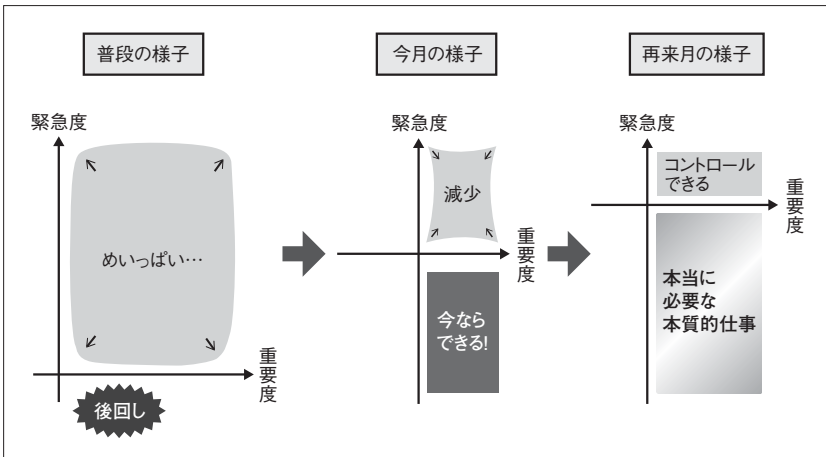 普段の様子
緊急度
めいっぱい…
重要度
後回し
今月の様子
緊急度
減少
重要度
今なら
できる!
再来月の様子
緊急度
コントロール
できる
重要度
本当に
必要な
本質的仕事